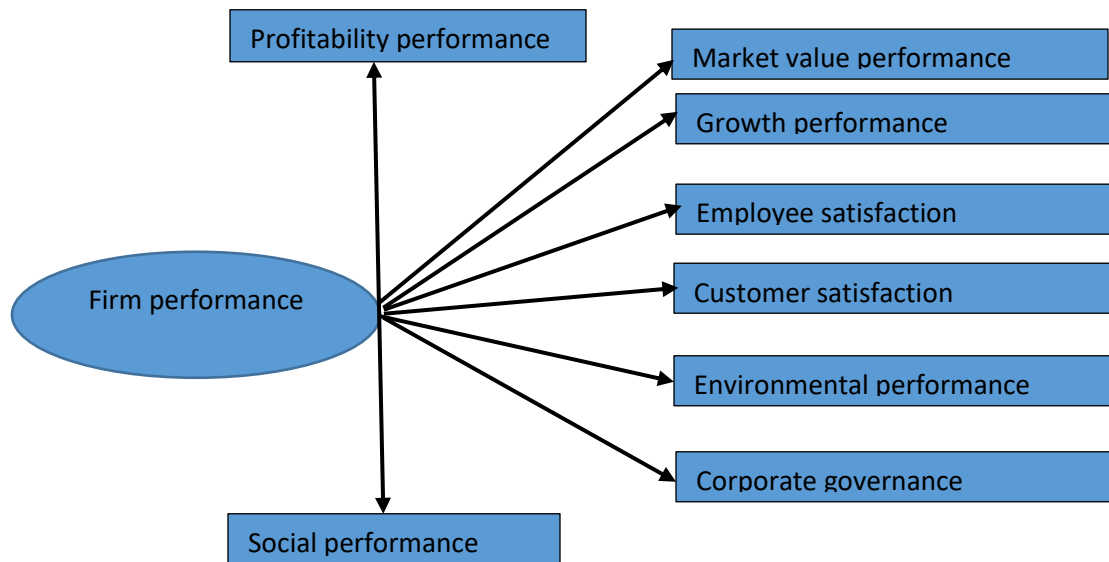 Profitability performance
Market value performance
Growth performance
Employee satisfaction
Firm performance
Customer satisfaction
Environmental performance
Corporate governance
Social performance